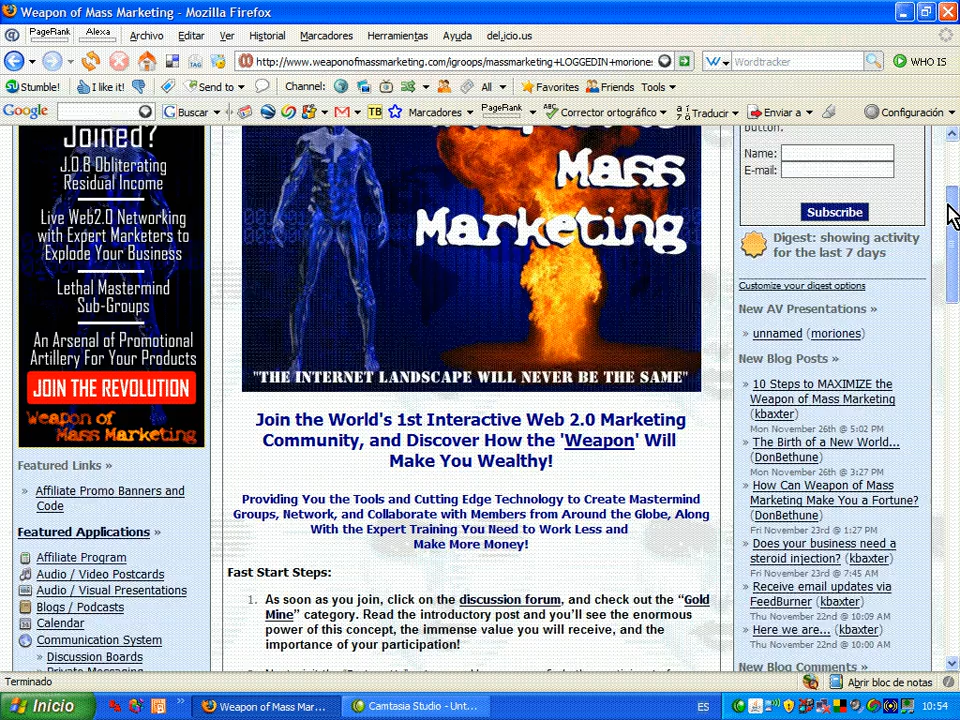 Weapon of Mass Marketing - Mozilla Firefox
PageRank
Alexa
Archivo
Editar
Ver
Historial
Marcadores
Herramientas
Ayuda
del.icio.us
http://www.weaponofmassmarketing.com/igroups/massmarketing+LOGGEDIN+moriones
Wordtracker
WHO IS
Stumble!
I like it!
Send to
Channel:
All
Favorites
Friends
Tools
Google
Buscar
Marcadores
PageRank
Corrector ortográfico
Traducir
Enviar a
Configuración
Joined?
J.O.B Obliterating
Residual Income
Live Web2.0 Networking
with Expert Marketers to
Explode Your Business
Lethal Mastermind
Sub-Groups
An Arsenal of Promotional
Artillery For Your Products
JOIN THE REVOLUTION
Weapon of
Mass Marketing
Featured Links »
» Affiliate Promo Banners and
Code
Featured Applications »
Affiliate Program
Audio / Video Postcards
Audio / Visual Presentations
Blogs / Podcasts
Calendar
Communication System
» Discussion Boards
Mass
Marketing
"THE INTERNET LANDSCAPE WILL NEVER BE THE SAME"
Join the World's 1st Interactive Web 2.0 Marketing
Community, and Discover How the 'Weapon' Will
Make You Wealthy!
Providing You the Tools and Cutting Edge Technology to Create Mastermind
Groups, Network, and Collaborate with Members from Around the Globe, Along
With the Expert Training You Need to Work Less and
Make More Money!
Fast Start Steps:
1. As soon as you join, click on the discussion forum, and check out the “Gold
Mine” category. Read the introductory post and you’ll see the enormous
power of this concept, the immense value you will receive, and the
importance of your participation!
button.
Name:
E-mail:
Subscribe
Digest: showing activity
for the last 7 days
Customize your digest options
New AV Presentations »
» unnamed (moriones)
New Blog Posts »
» 10 Steps to MAXIMIZE the
Weapon of Mass Marketing
(kbaxter)
Mon November 26th @ 5:02 PM
» The Birth of a New World...
(DonBethune)
Mon November 26th @ 3:27 PM
» How Can Weapon of Mass
Marketing Make You a Fortune?
(DonBethune)
Fri November 23rd @ 1:27 PM
» Does your business need a
steroid injection? (kbaxter)
Fri November 23rd @ 7:45 AM
» Receive email updates via
FeedBurner (kbaxter)
Thu November 22nd @ 10:09 AM
» Here we are... (kbaxter)
Thu November 22nd @ 9:06 AM
New Blog Comments »
Terminado
Abrir bloc de notas
Inicio
Weapon of Mass Mar...
Camtasia Studio - Unt...
ES
10:54